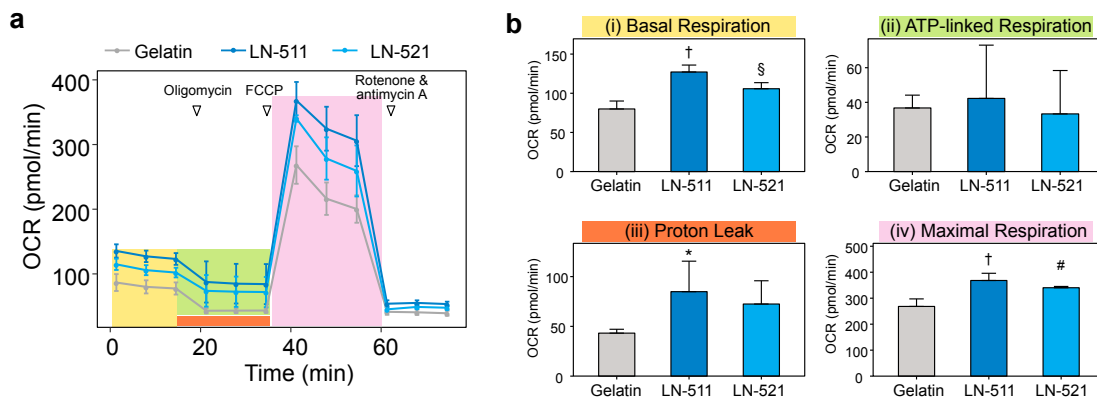 a
Gelatin
LN-511
LN-521
OCR (pmol/min)
400
300
200
100
Oligomycin
FCCP
Rotenone &
antimycin A
0
20
40
60
Time (min)
b
(i) Basal Respiration
OCR (pmol/min)
150
100
50
0
†
§
Gelatin
LN-511
LN-521
(ii) ATP-linked Respiration
OCR (pmol/min)
60
40
20
0
Gelatin
LN-511
LN-521
(iii) Proton Leak
OCR (pmol/min)
100
50
0
*
Gelatin
LN-511
LN-521
(iv) Maximal Respiration
OCR (pmol/min)
400
300
200
100
0
†
#
Gelatin
LN-511
LN-521